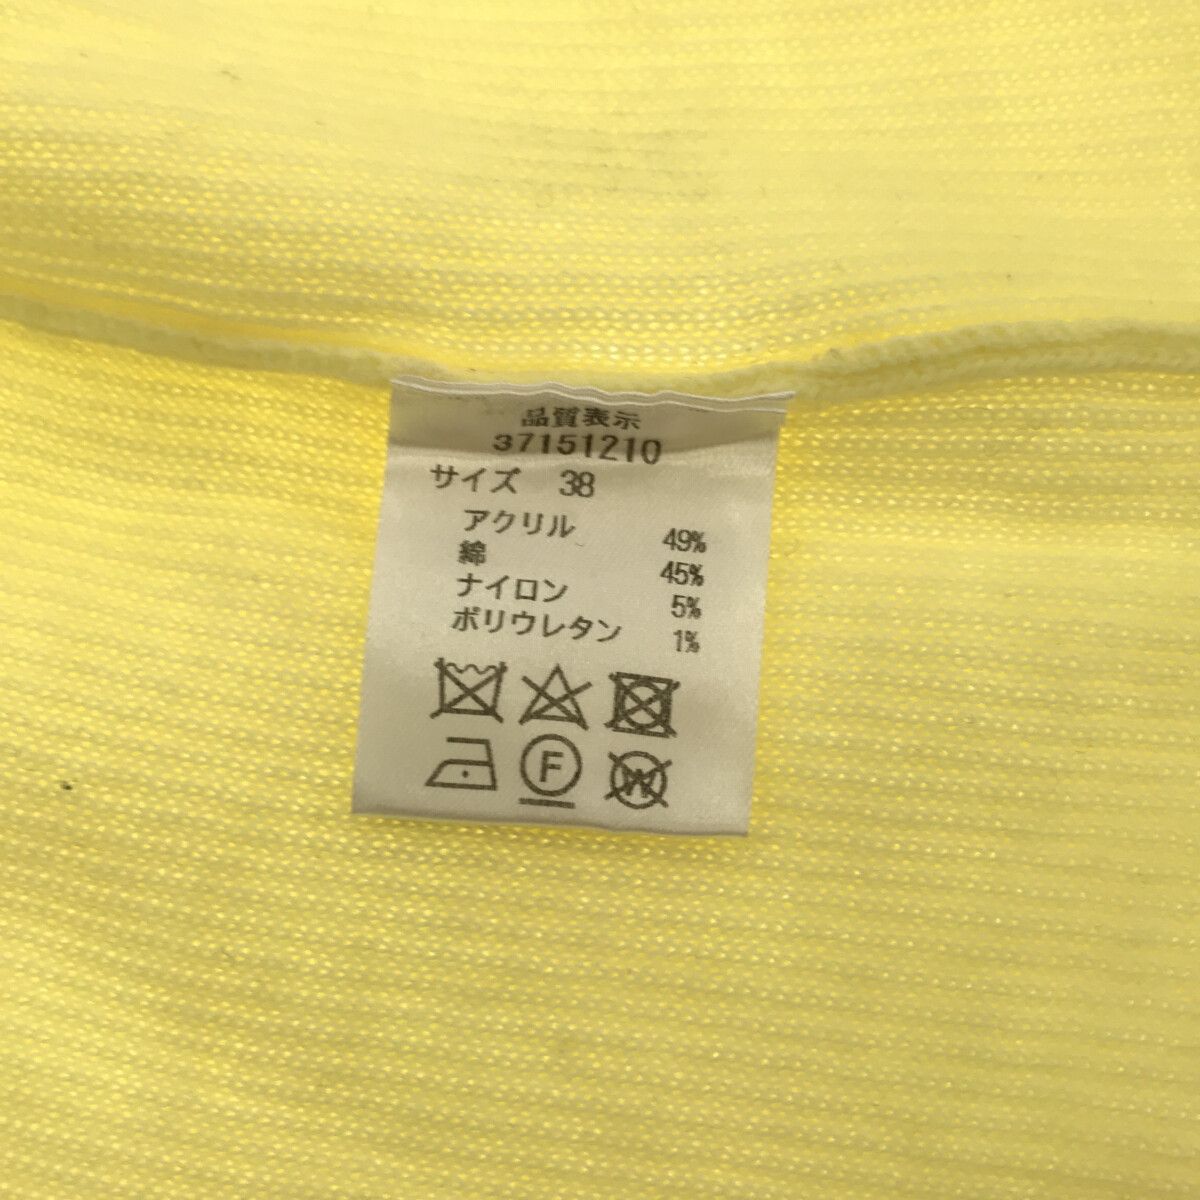 品質表示
37151210
サイズ 38
アクリル 49%
綿 45%
ナイロン 5%
ポリウレタン 1%
F W